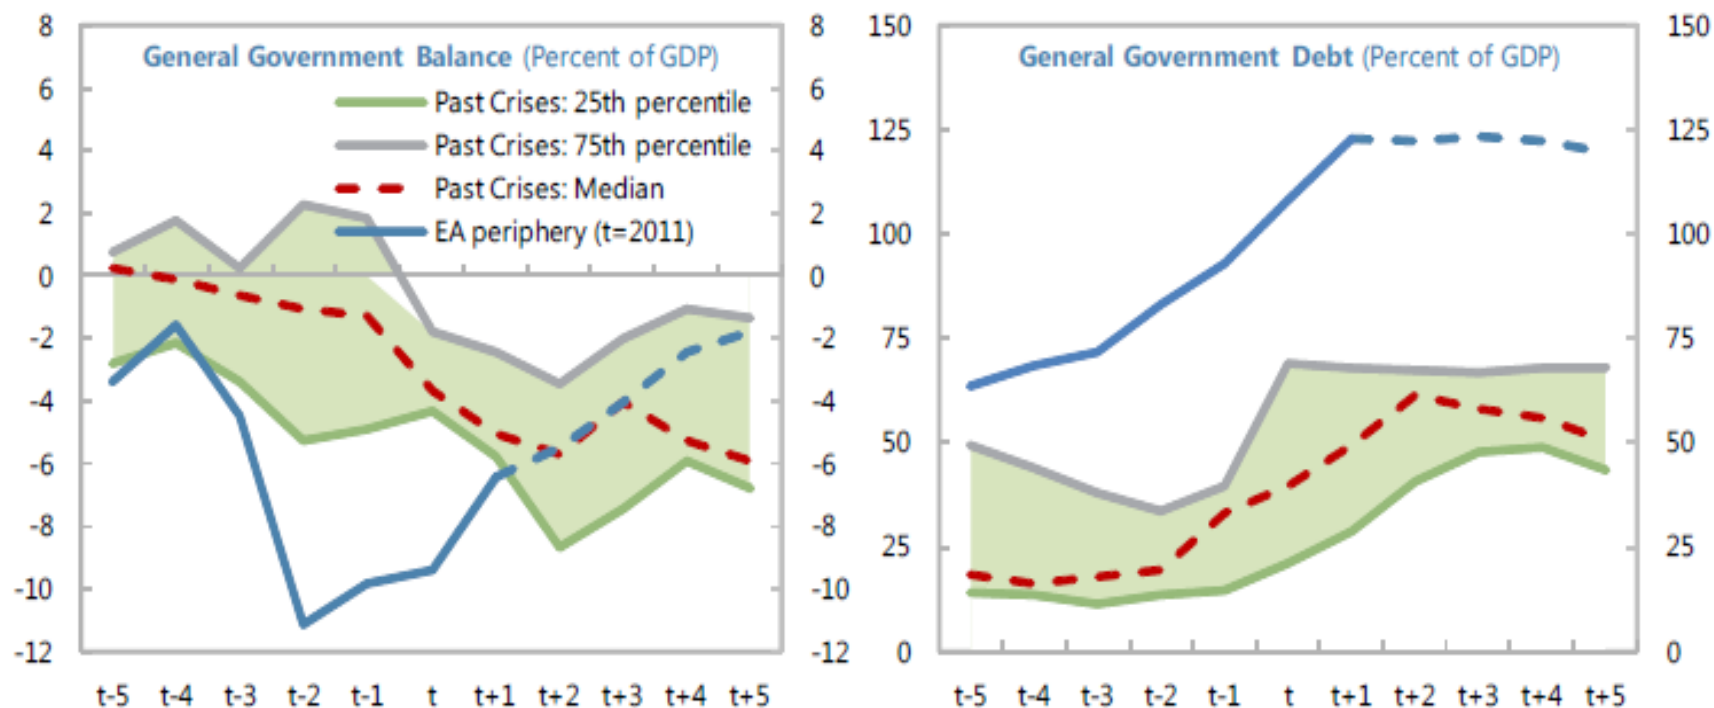 8 8 150 150
General Government Balance (Percent of GDP) General Government Debt (Percent of GDP)
6 6
Past Crises: 25th percentile
125 125
Past Crises: 75th percentile
4 4
Past Crises: Median
2 2
EA periphery (t=2011)
100 100
0 0
-2 -2 75 75
-4 -4
50 50
-6 -6
-8 -8 25 25
-10 -10
-12 -12 0 0
t-5 t-4 t-3 t-2 t-1 t t+1 t+2 t+3 t+4 t+5 t-5 t-4 t-3 t-2 t-1 t t+1 t+2 t+3 t+4 t+5